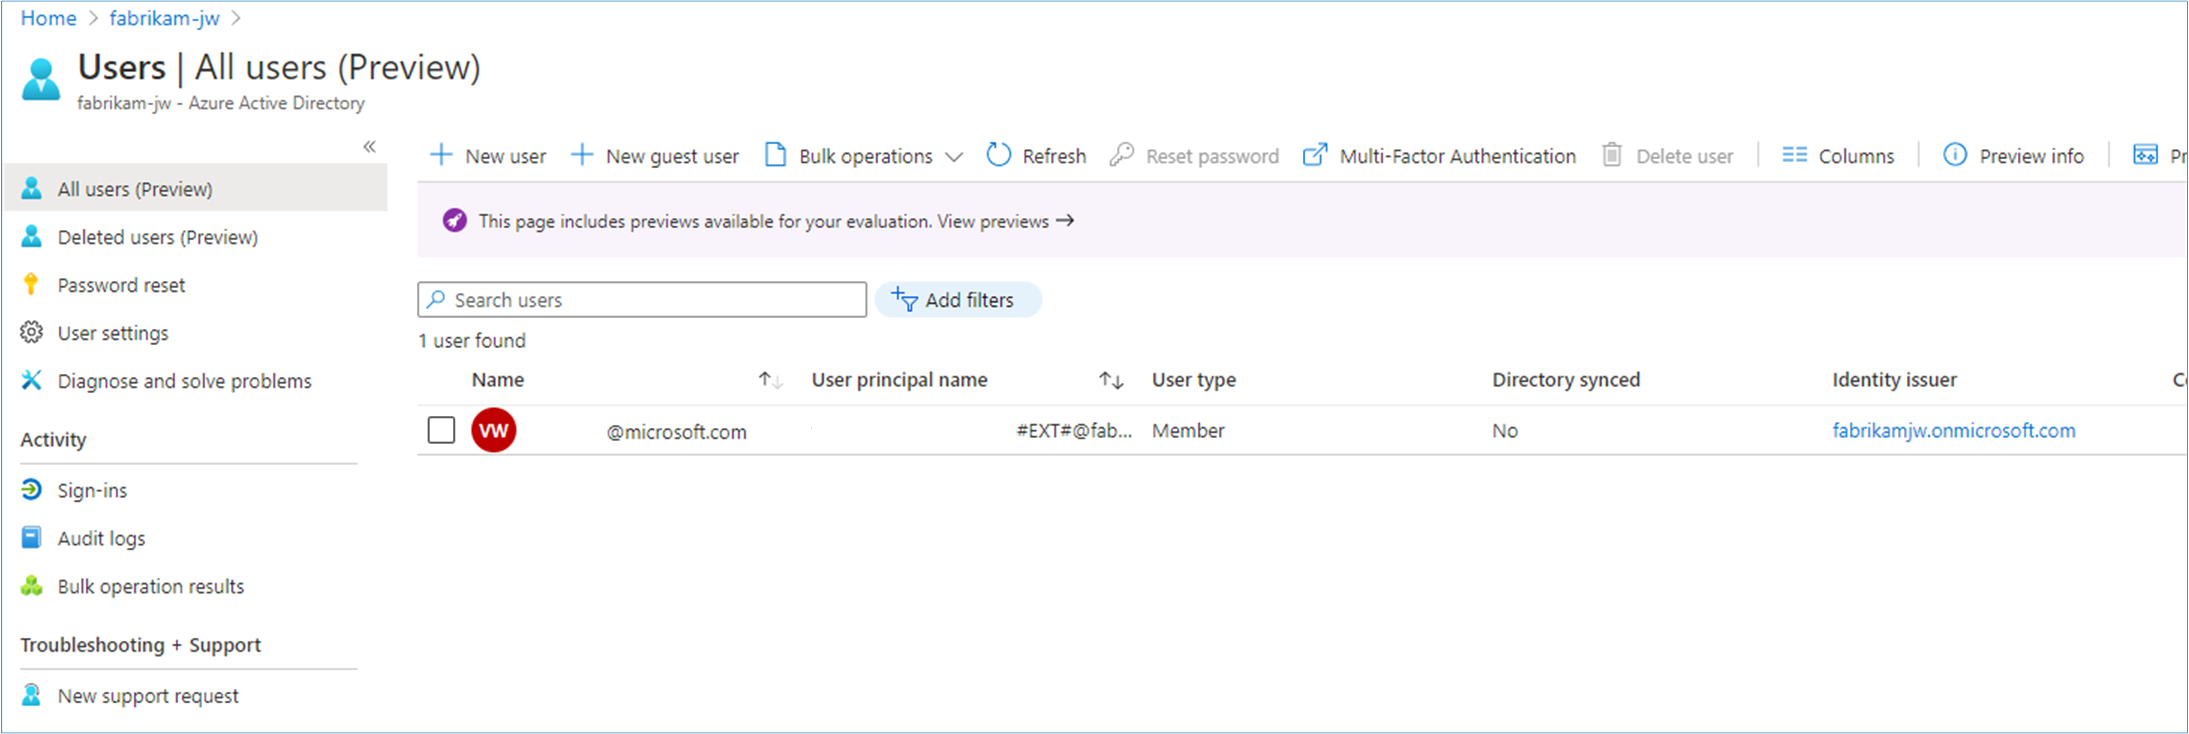 Home > fabrikam-jw >
Users | All users (Preview)
fabrikam-jw - Azure Active Directory
«
New user
New guest user
Bulk operations
Refresh
Reset password
Multi-Factor Authentication
Delete user
Columns
Preview info
All users (Preview)
Deleted users (Preview)
Password reset
User settings
Diagnose and solve problems
Activity
Sign-ins
Audit logs
Bulk operation results
Troubleshooting + Support
New support request
This page includes previews available for your evaluation. View previews →
Search users
Add filters
1 user found
Name User principal name User type Directory synced Identity issuer
VW @microsoft.com #EXT#@fab... Member No fabrikamjw.onmicrosoft.com